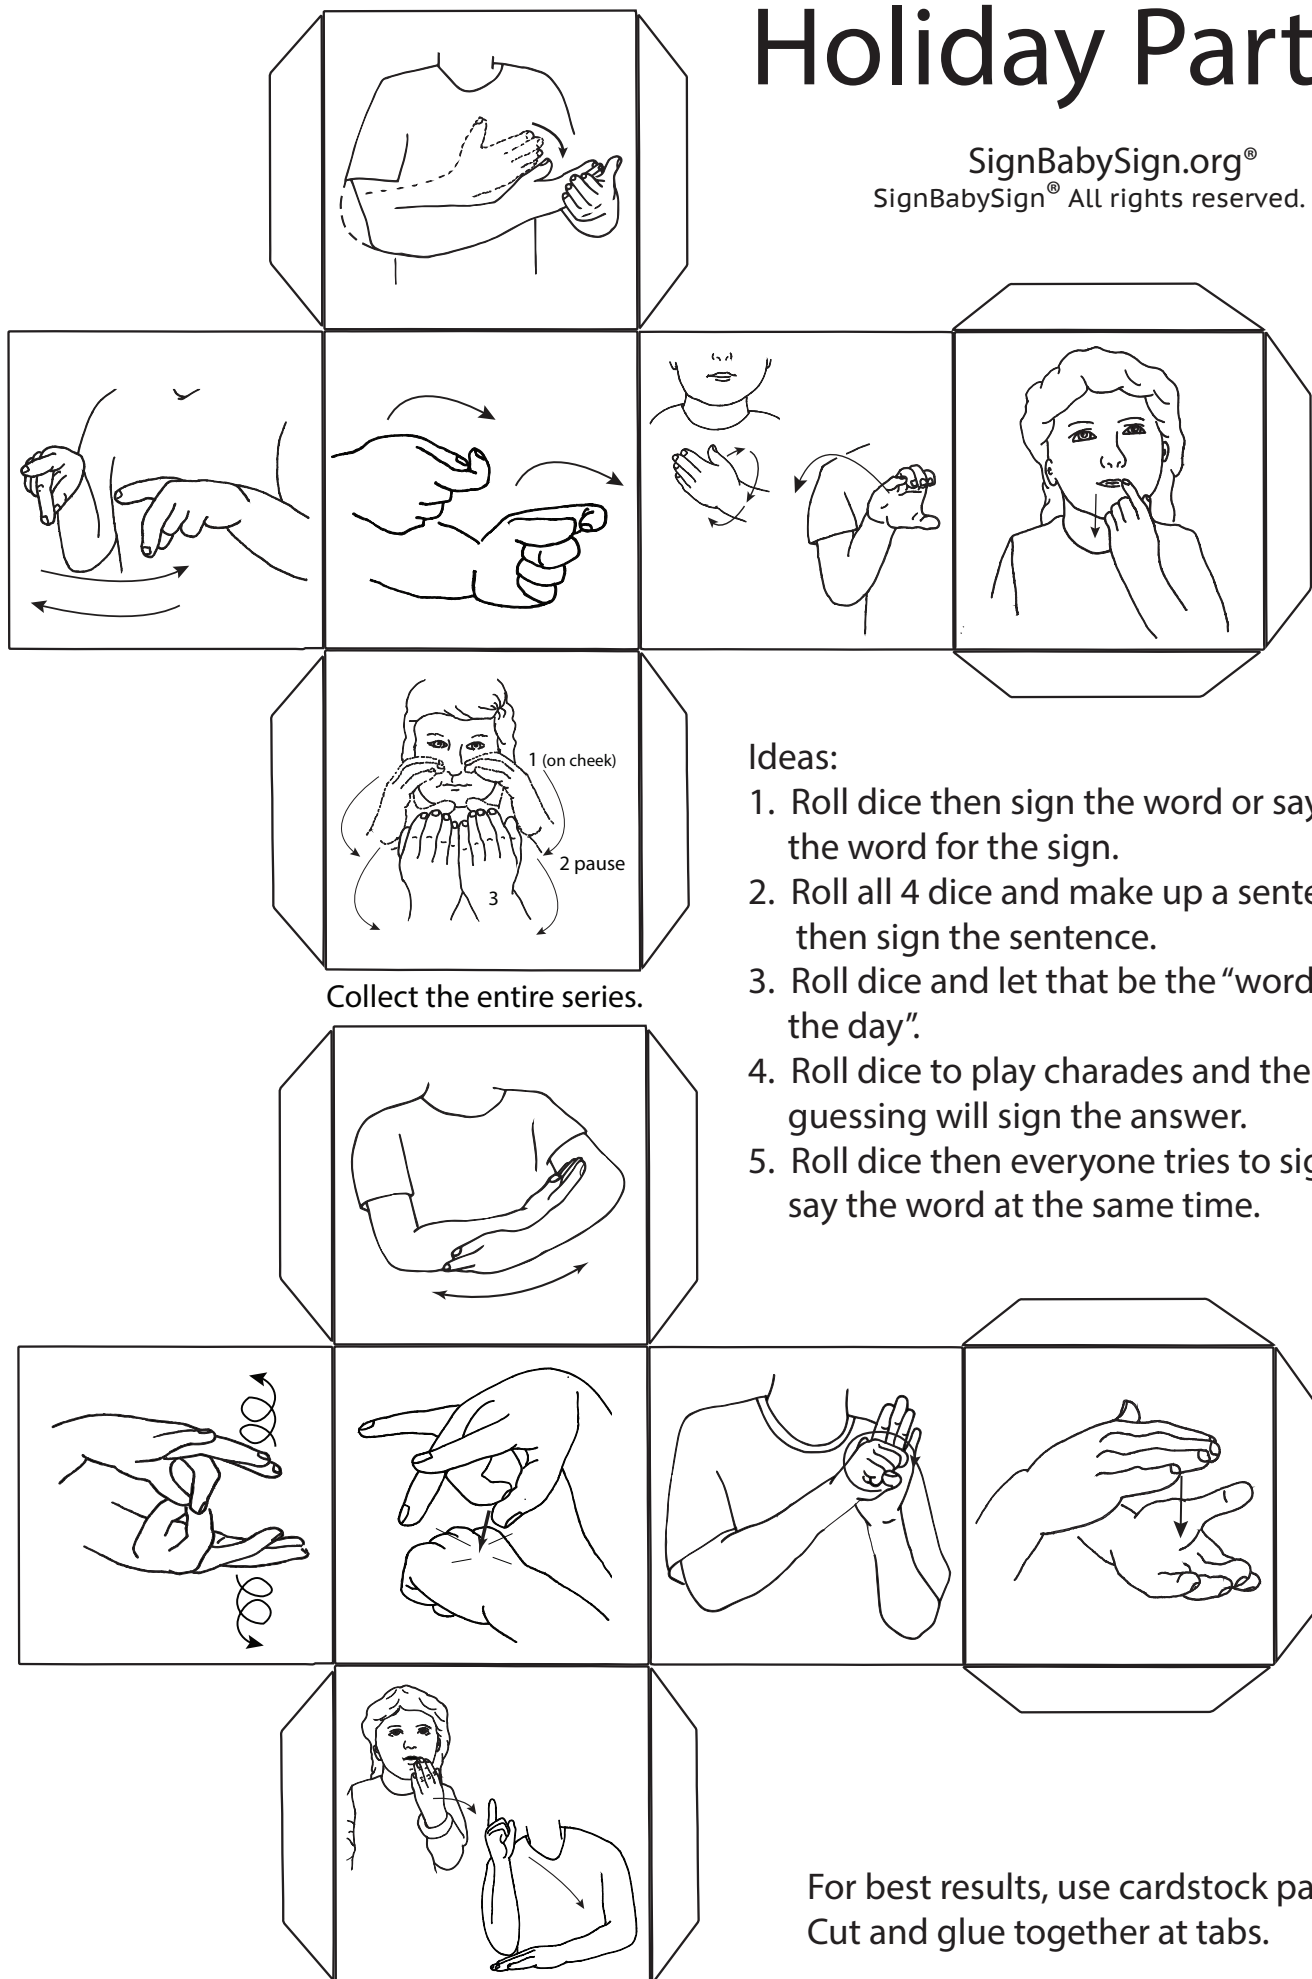 Holiday Part
SignBabySign.org®
SignBabySign® All rights reserved.
1 (on cheek)
2 pause
3
Collect the entire series.
Ideas:
1. Roll dice then sign the word or say
the word for the sign.
2. Roll all 4 dice and make up a sente
then sign the sentence.
3. Roll dice and let that be the “word
the day”.
4. Roll dice to play charades and the
guessing will sign the answer.
5. Roll dice then everyone tries to sig
say the word at the same time.
For best results, use cardstock pa
Cut and glue together at tabs.